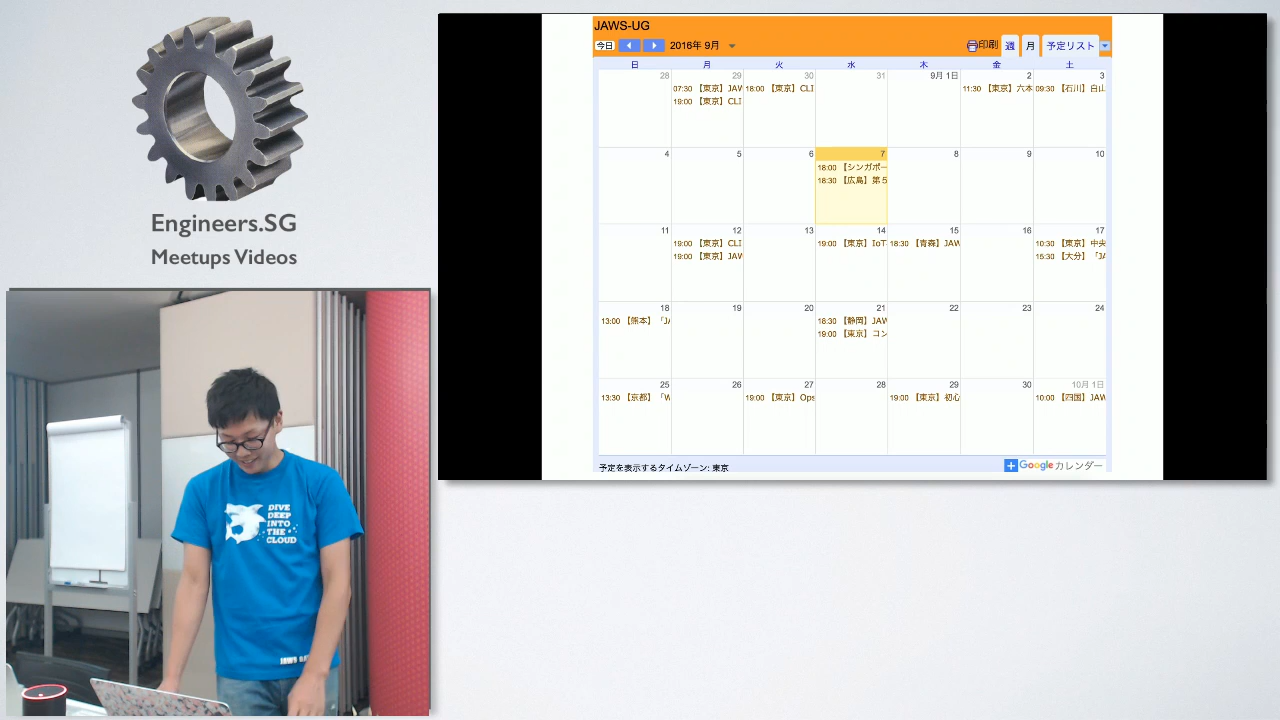 Engineers.SG
Meetups Videos
DIVE
DEEP
INTO
THE
CLOUD
JAWS DA
JAWS-UG
今日 2016年 9月 印刷 週 月 予定リスト
日 月 火 水 木 金 土
28 29 30 31 9月 1日 2 3
07:30 【東京】JAW 18:00 【東京】CLI 11:30 【東京】六本 09:30 【石川】白山
19:00 【東京】CLI
4 5 6 7 8 9 10
18:00 【シンガポー
18:30 【広島】第5
11 12 13 14 15 16 17
19:00 【東京】CLI 19:00 【東京】IoT 18:30 【青森】JAW 10:30 【東京】中央
19:00 【東京】JAW 15:30 【大分】「JA
18 19 20 21 22 23 24
13:00 【熊本】「JA 18:30 【静岡】JAW
19:00 【東京】コン
25 26 27 28 29 30 10月 1日
13:30 【京都】「W 19:00 【東京】Ops 19:00 【東京】初心 10:00 【四国】JAW
予定を表示するタイムゾーン: 東京 Googleカレンダー